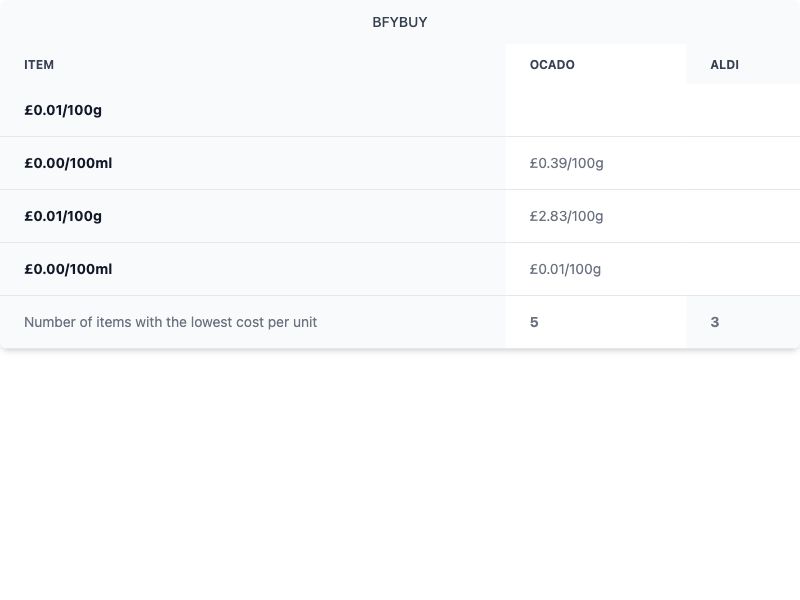 BFYBUY
ITEM OCADO ALDI
£0.01/100g
£0.00/100ml £0.39/100g
£0.01/100g £2.83/100g
£0.00/100ml £0.01/100g
Number of items with the lowest cost per unit 5 3